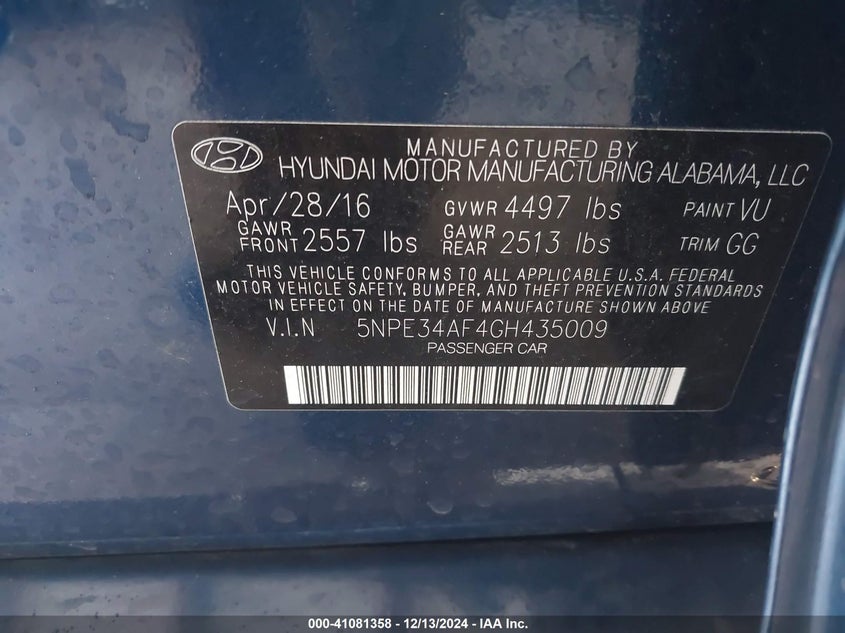 MANUFACTURED BY
HYUNDAI MOTOR MANUFACTURING ALABAMA, LLC
Apr/28/16 GVWR 4497 lbs PAINT VU
GAWR FRONT 2557 lbs GAWR REAR 2513 lbs TRIM GG
THIS VEHICLE CONFORMS TO ALL APPLICABLE U.S.A. FEDERAL
MOTOR VEHICLE SAFETY, BUMPER, AND THEFT PREVENTION STANDARDS
IN EFFECT ON THE DATE OF MANUFACTURE SHOWN ABOVE
V.I.N 5NPE34AF4GH435009
PASSENGER CAR
000-41081358 - 12/13/2024 - IAA Inc.